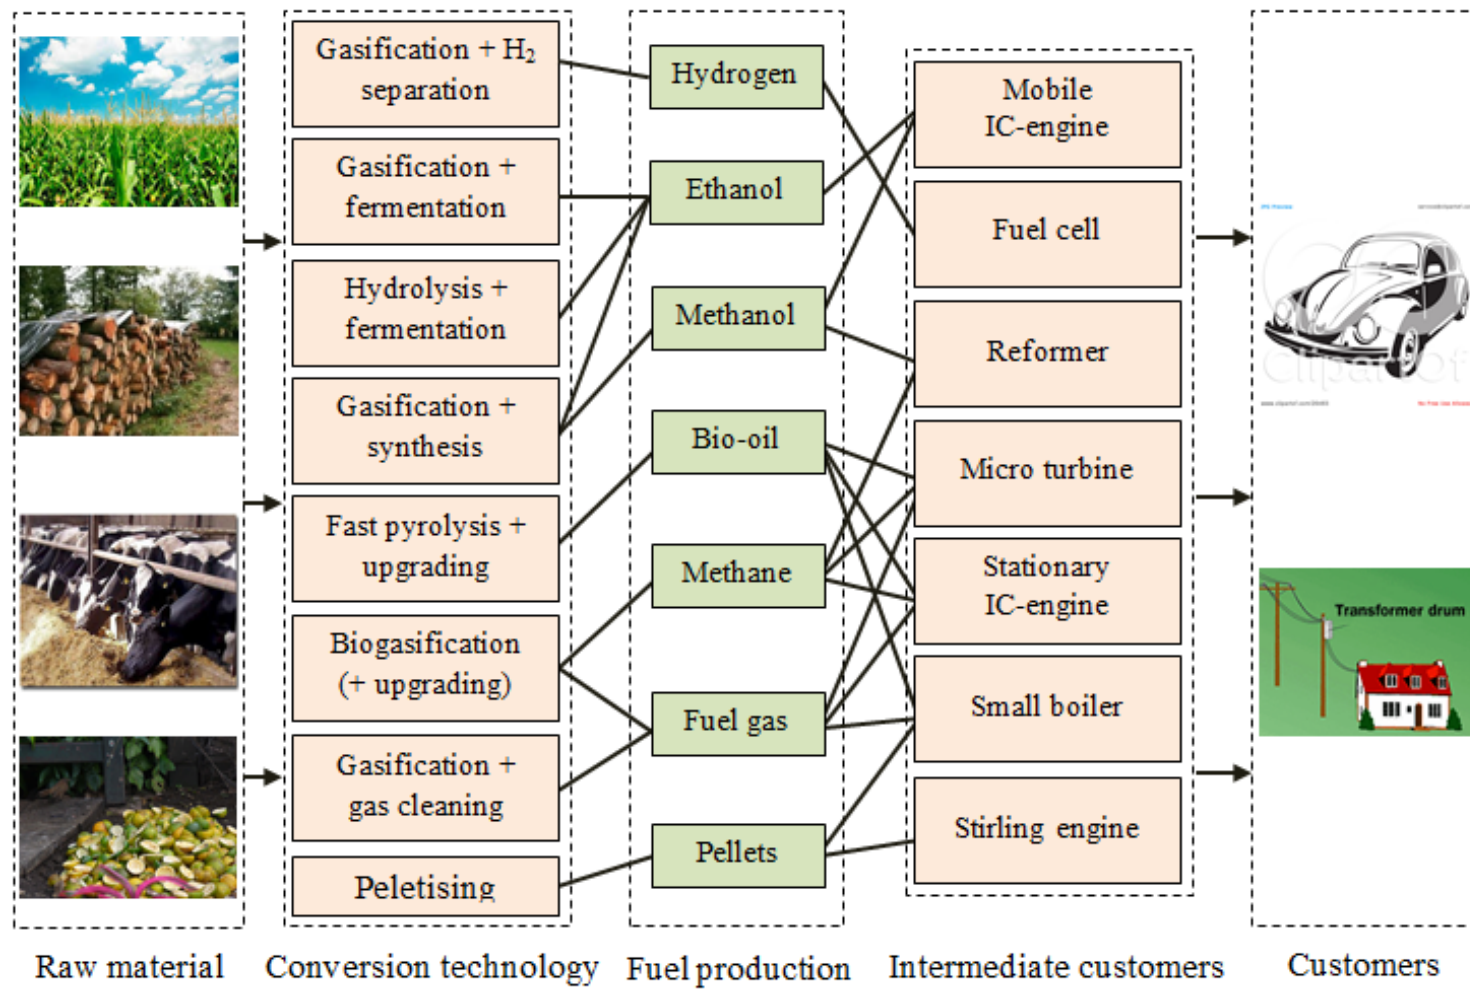 Gasification + H₂
separation
Gasification +
fermentation
Hydrolysis +
fermentation
Gasification +
synthesis
Fast pyrolysis +
upgrading
Biogasification
(+ upgrading)
Gasification +
gas cleaning
Peletising
Hydrogen
Ethanol
Methanol
Bio-oil
Methane
Fuel gas
Pellets
Mobile
IC-engine
Fuel cell
Reformer
Micro turbine
Stationary
IC-engine
Small boiler
Stirling engine
ClipartOf
Transformer drum
Raw material
Conversion technology
Fuel production
Intermediate customers
Customers